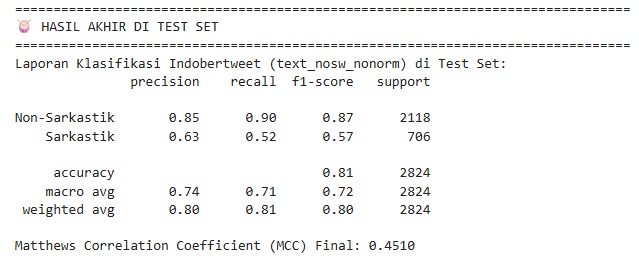 ======================================================================
👹 HASIL AKHIR DI TEST SET
======================================================================
Laporan Klasifikasi Indobertweet (text_nosw_nonorm) di Test Set:
precision recall f1-score support
Non-Sarkastik 0.85 0.90 0.87 2118
Sarkastik 0.63 0.52 0.57 706
accuracy 0.81 2824
macro avg 0.74 0.71 0.72 2824
weighted avg 0.80 0.81 0.80 2824
Matthews Correlation Coefficient (MCC) Final: 0.4510